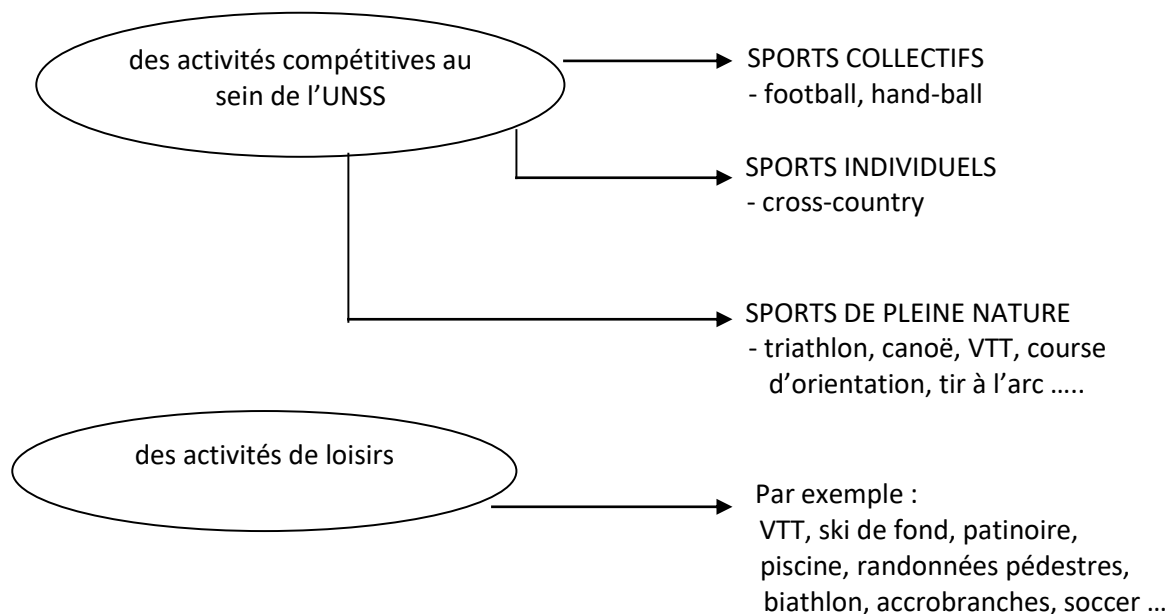 des activités compétitives au
sein de l’UNSS
SPORTS COLLECTIFS
- football, hand-ball
SPORTS INDIVIDUELS
- cross-country
SPORTS DE PLEINE NATURE
- triathlon, canoë, VTT, course
d’orientation, tir à l’arc …..
des activités de loisirs
Par exemple :
VTT, ski de fond, patinoire,
piscine, randonnées pédestres,
biathlon, accrobranches, soccer …